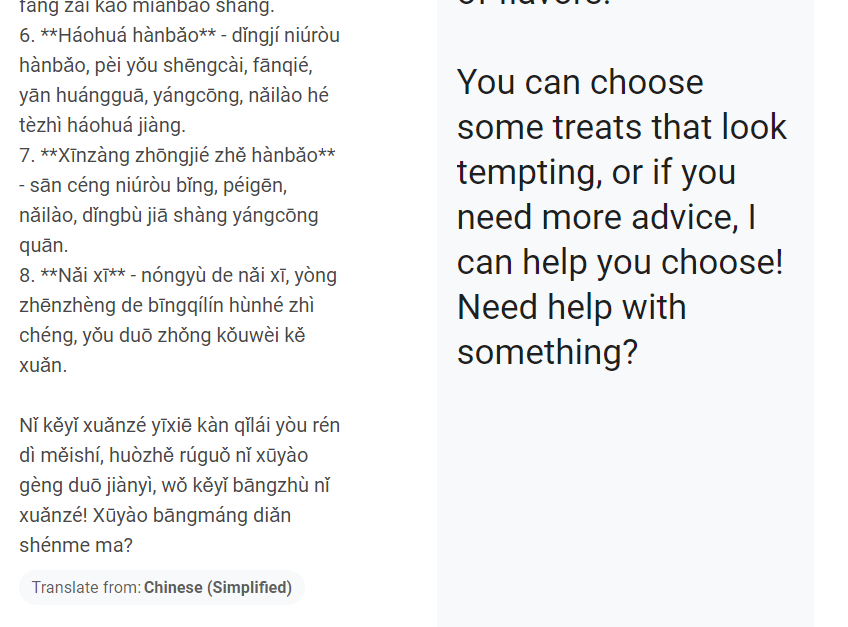 fàng zài kǎo miànbāo shàng.
6. **Háohuá hànbǎo** - dǐngjí niúròu
hànbǎo, pèi yǒu shēngcài, fānqié,
yān huángguā, yángcōng, nǎilào hé
tèzhì háohuá jiàng.
7. **Xīnzàng zhōngjié zhě hànbǎo**
- sān céng niúròu bǐng, péigēn,
nǎilào, dǐngbù jiā shàng yángcōng
quān.
8. **Nǎi xī** - nóngyù de nǎi xī, yòng
zhēnzhèng de bīngqílín hùnhé zhì
chéng, yǒu duō zhǒng kǒuwèi kě
xuǎn.
Nǐ kěyǐ xuǎnzé yīxiē kàn qǐlái yòu rén
dì měishí, huòzhě rúguǒ nǐ xūyào
gèng duō jiànyì, wǒ kěyǐ bāngzhù nǐ
xuǎnzé! Xūyào bāngmáng diǎn
shénme ma?
Translate from: Chinese (Simplified)
of flavors.
You can choose
some treats that look
tempting, or if you
need more advice, I
can help you choose!
Need help with
something?